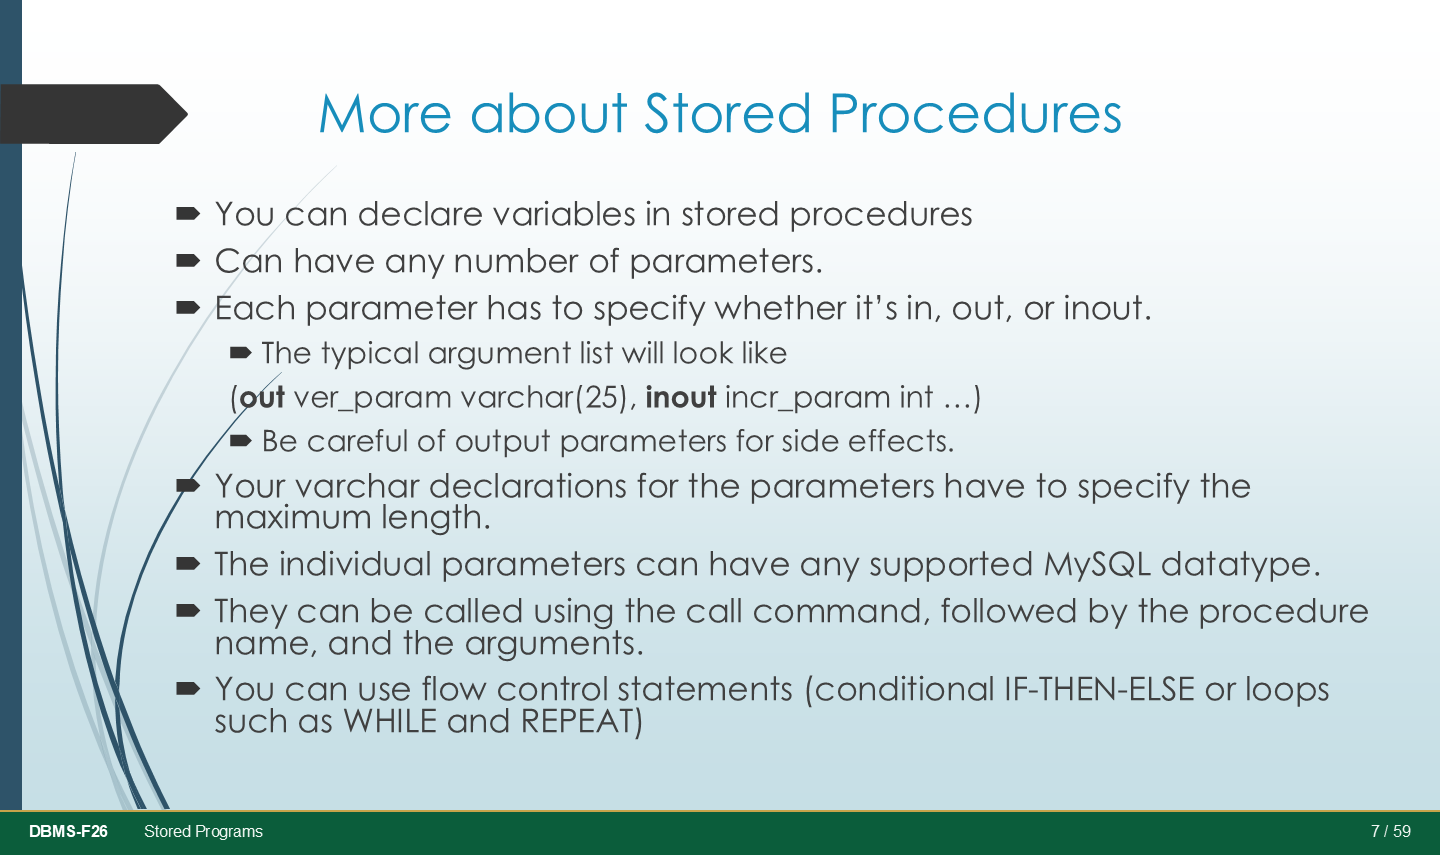 More about Stored Procedures
You can declare variables in stored procedures
Can have any number of parameters.
Each parameter has to specify whether it’s in, out, or inout.
The typical argument list will look like
(out ver_param varchar(25), inout incr_param int …)
Be careful of output parameters for side effects.
Your varchar declarations for the parameters have to specify the
maximum length.
The individual parameters can have any supported MySQL datatype.
They can be called using the call command, followed by the procedure
name, and the arguments.
You can use flow control statements (conditional IF-THEN-ELSE or loops
such as WHILE and REPEAT)
DBMS-F26 Stored Programs 7 / 59